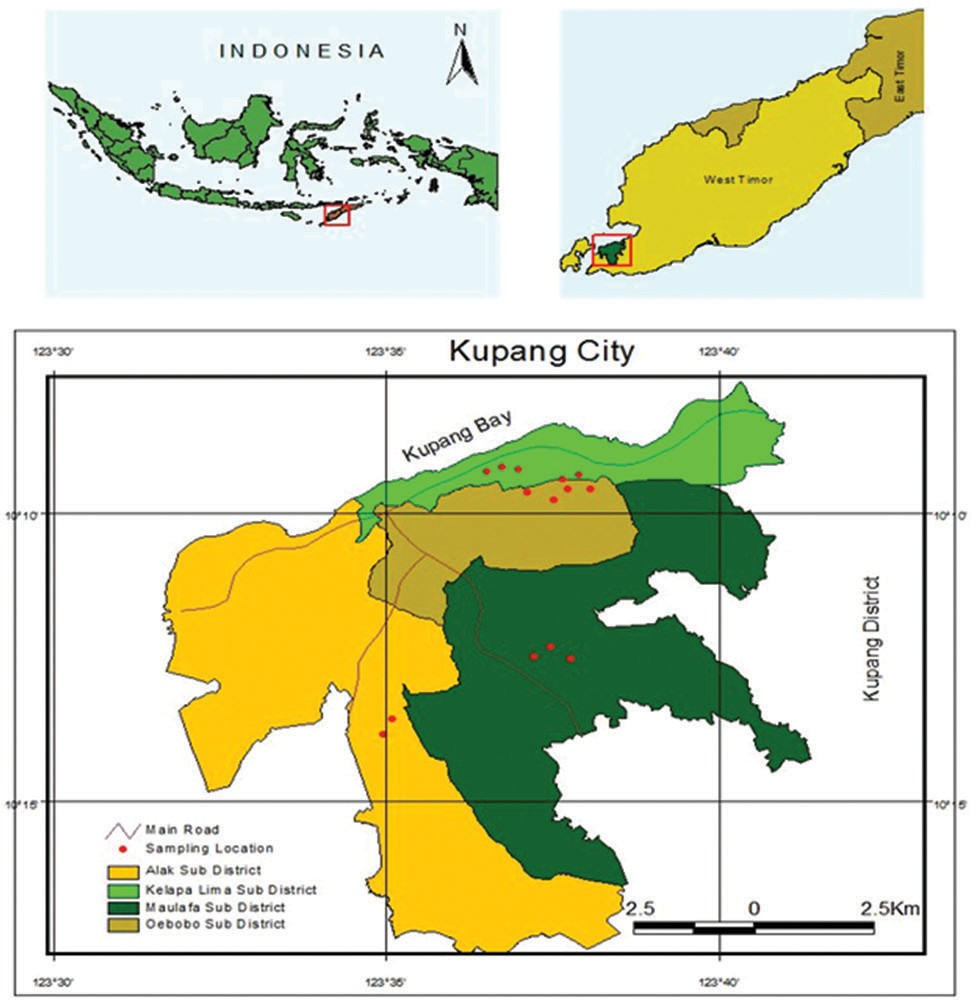 INDONESIA
N
East Timor
West Timor
Kupang City
123°30'
123°35'
123°40'
Kupang Bay
10°10'
10°10'
Kupang District
10°15'
10°15'
Main Road
Sampling Location
Alak Sub District
Kelapa Lima Sub District
Maulafa Sub District
Oebobo Sub District
2.5 0 2.5Km
123°30'
123°35'
123°40'